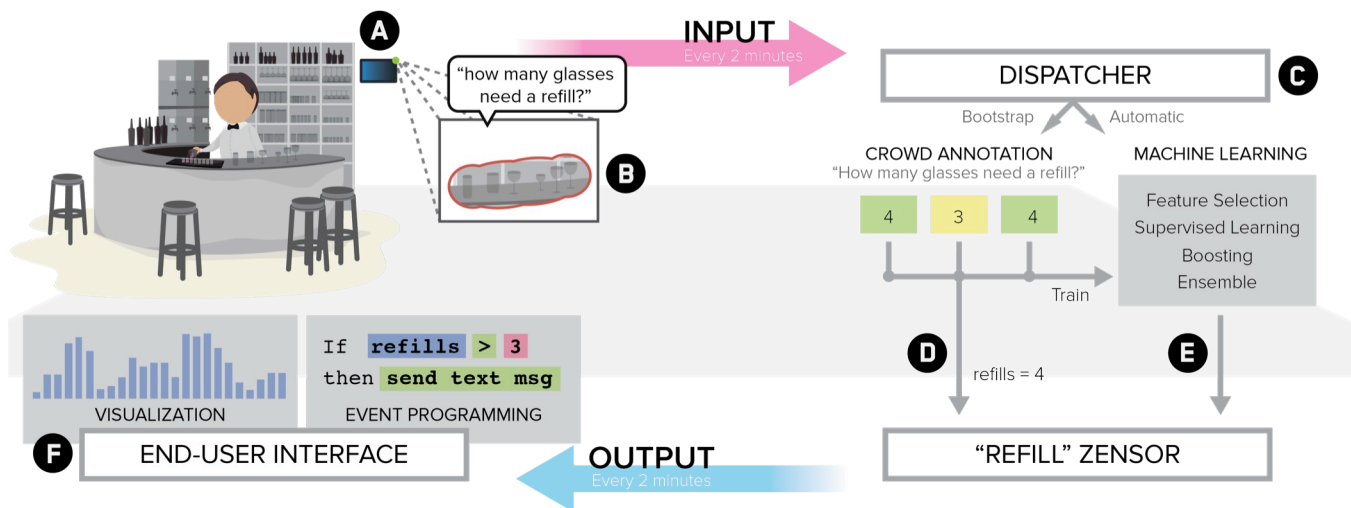 A
“how many glasses
need a refill?”
B
INPUT
Every 2 minutes
DISPATCHER
C
Bootstrap
Automatic
CROWD ANNOTATION
“How many glasses need a refill?”
4
3
4
Train
MACHINE LEARNING
Feature Selection
Supervised Learning
Boosting
Ensemble
D
refills = 4
E
“REFILL” ZENSOR
OUTPUT
Every 2 minutes
VISUALIZATION
If refills > 3
then send text msg
EVENT PROGRAMMING
F
END-USER INTERFACE